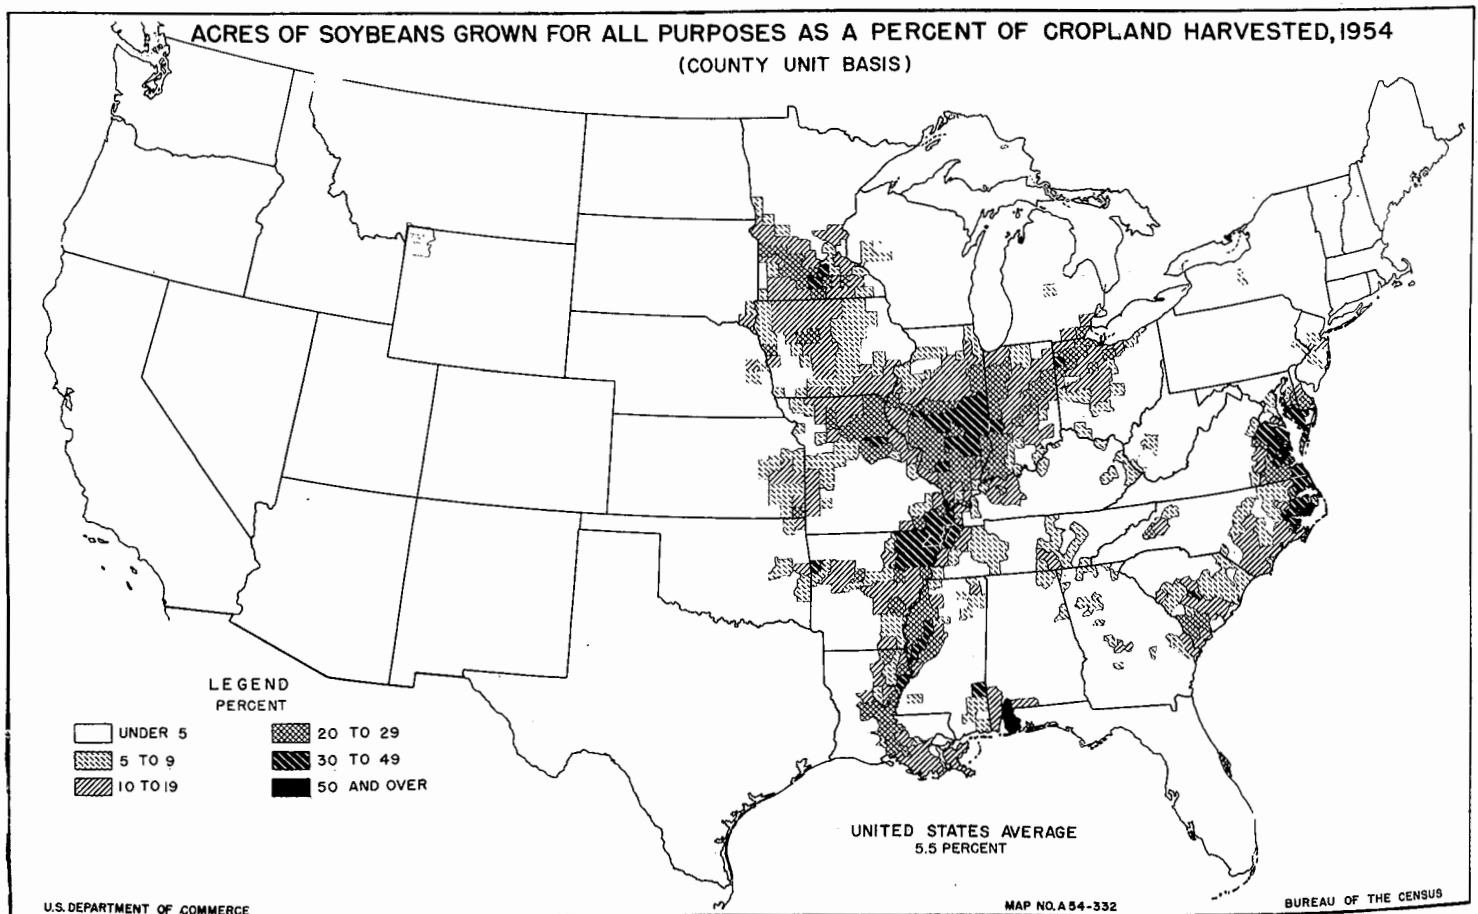 ACRES OF SOYBEANS GROWN FOR ALL PURPOSES AS A PERCENT OF CROPLAND HARVESTED, 1954
(COUNTY UNIT BASIS)
LEGEND
PERCENT
UNDER 5
5 TO 9
10 TO 19
20 TO 29
30 TO 49
50 AND OVER
UNITED STATES AVERAGE
5.5 PERCENT
U.S. DEPARTMENT OF COMMERCE
MAP NO. A 54-332
BUREAU OF THE CENSUS